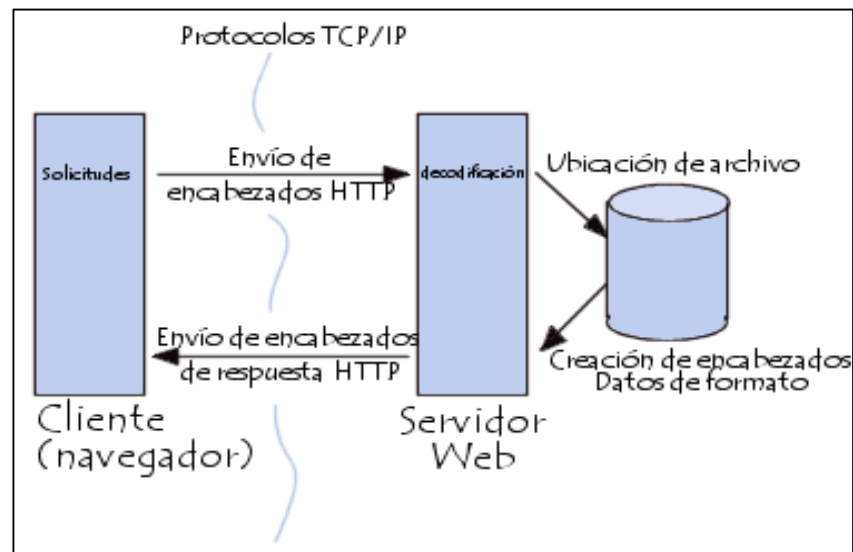 Protocolos TCP/IP
Solicitudes
Envío de
encabezados HTTP
decodificación
Ubicación de archivo
Envío de encabezados
de respuesta HTTP
Creación de encabezados
Datos de formato
Cliente
(navegador)
Servidor
Web